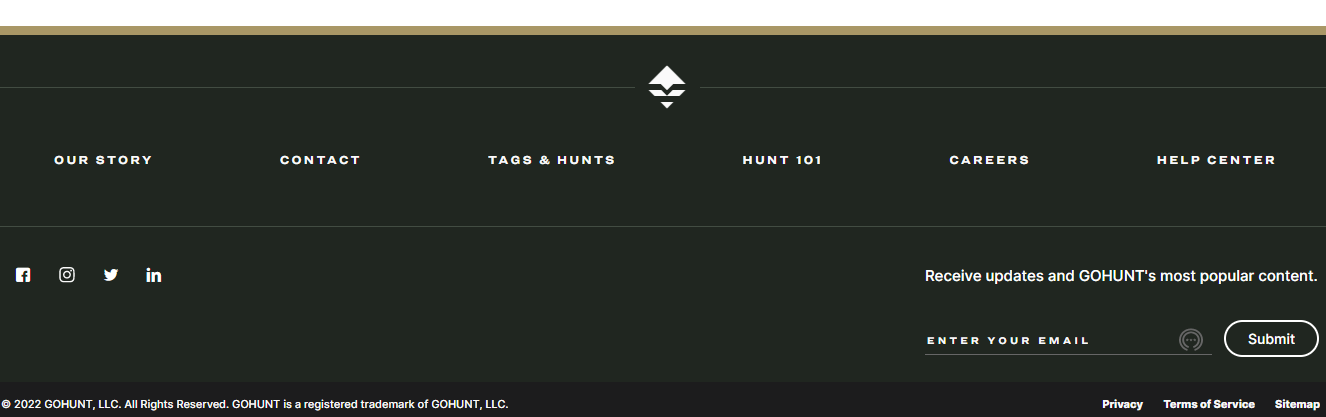 OUR STORY CONTACT TAGS & HUNTS HUNT 101 CAREERS HELP CENTER
Receive updates and GOHUNT's most popular content.
ENTER YOUR EMAIL Submit
© 2022 GOHUNT, LLC. All Rights Reserved. GOHUNT is a registered trademark of GOHUNT, LLC. Privacy Terms of Service Sitemap